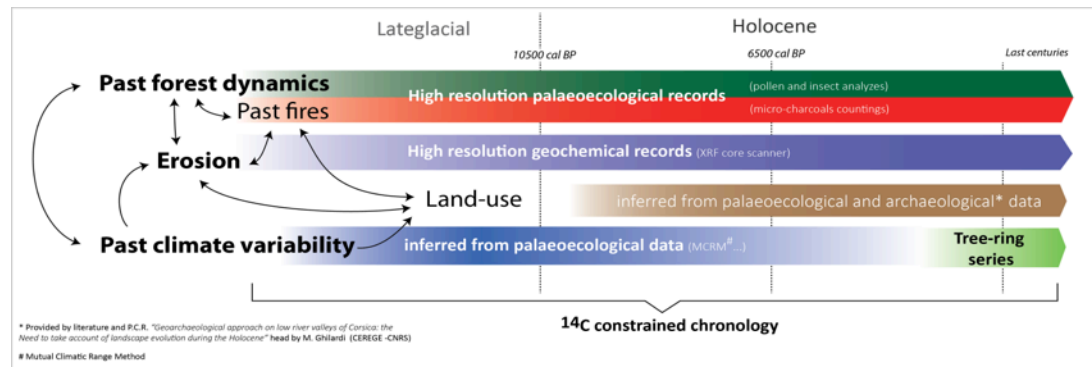 Lateglacial
Holocene
10500 cal BP
6500 cal BP
Last centuries
Past forest dynamics
High resolution palaeoecological records
(pollen and insect analyzes)
Past fires
(micro-charcoals countings)
Erosion
High resolution geochemical records (XRF core scanner)
Land-use
inferred from palaeoecological and archaeological* data
Past climate variability
inferred from palaeoecological data (MCRM#...)
Tree-ring
series
14C constrained chronology
* Provided by literature and P.C.R. "Geoarchaeological approach on low river valleys of Corsica: the
Need to take account of landscape evolution during the Holocene" head by M. Ghilardi (CEREGE -CNRS)
# Mutual Climatic Range Method